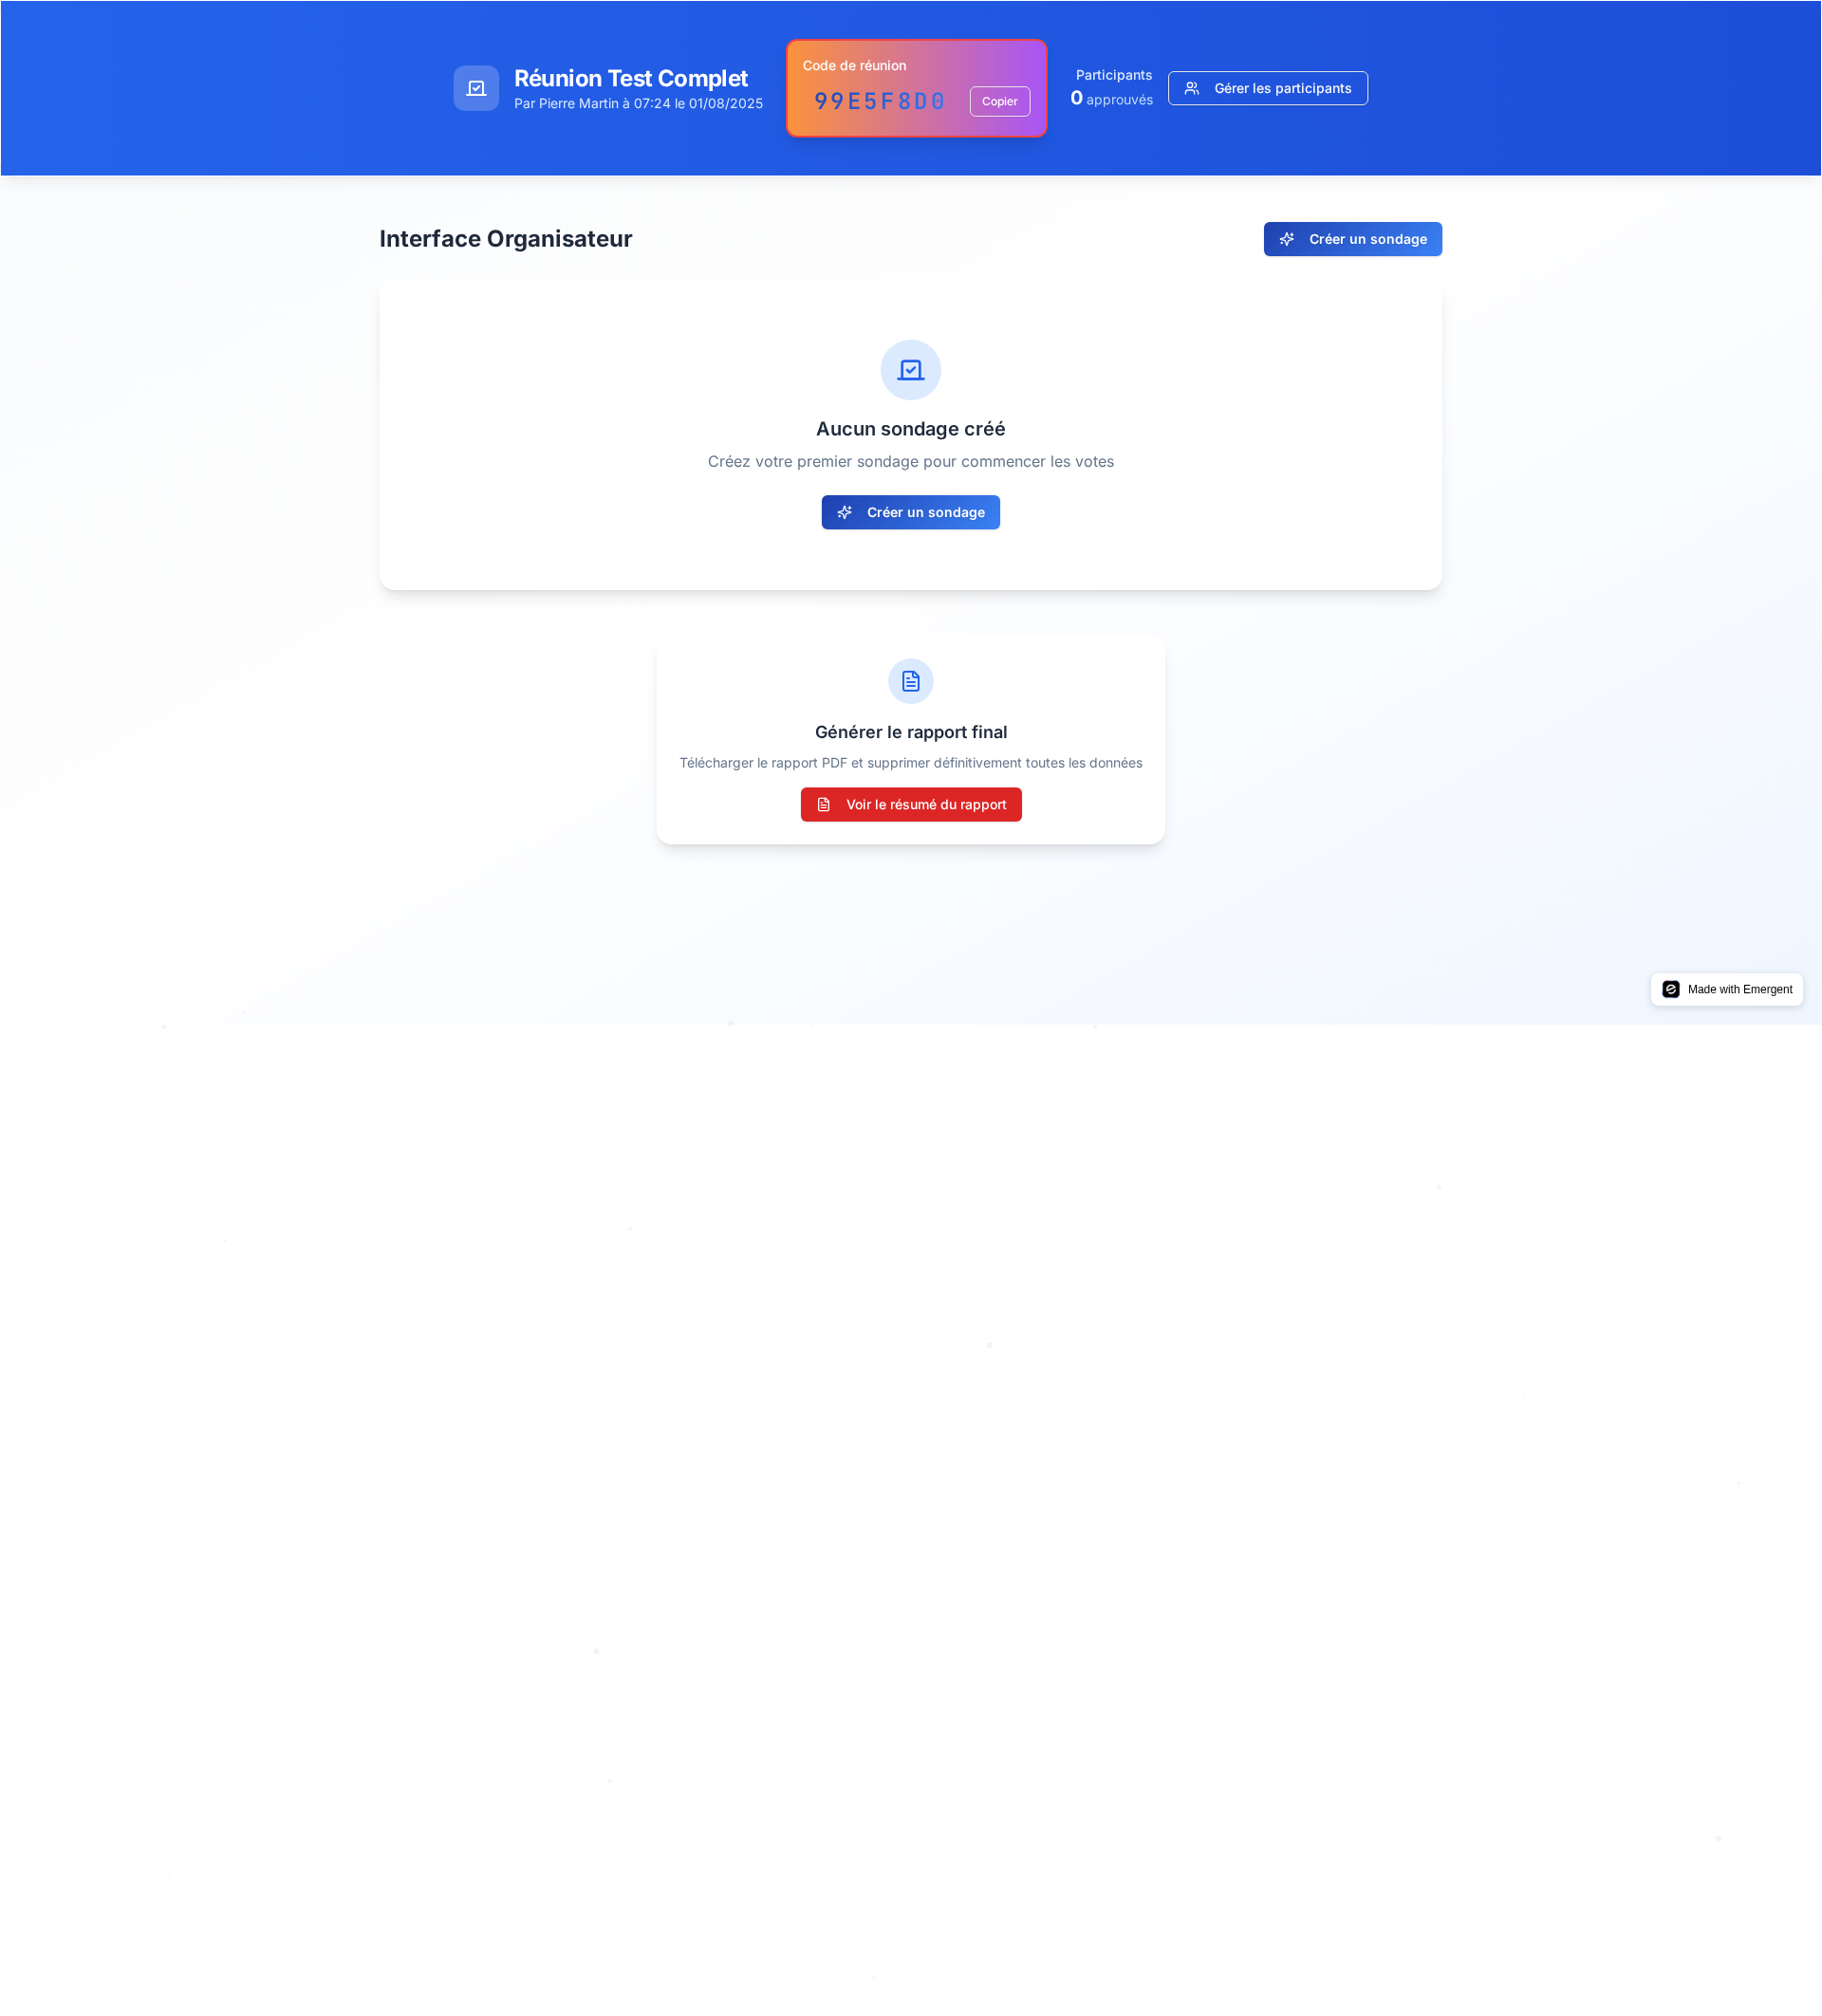 Réunion Test Complet
Par Pierre Martin à 07:24 le 01/08/2025
Code de réunion
99E5F8D0
Copier
Participants
0 approuvés
Gérer les participants
Interface Organisateur
Créer un sondage
Aucun sondage créé
Créez votre premier sondage pour commencer les votes
Créer un sondage
Générer le rapport final
Télécharger le rapport PDF et supprimer définitivement toutes les données
Voir le résumé du rapport
Made with Emergent